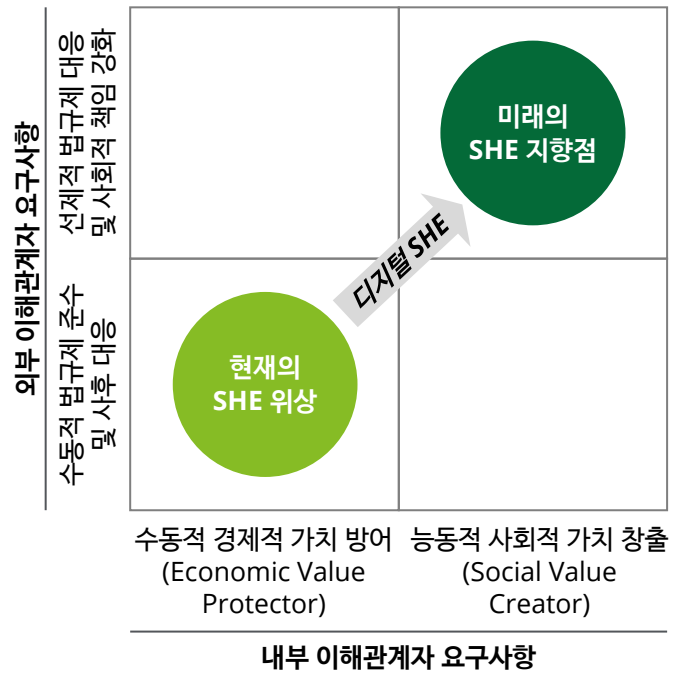 외부 이해관계자 요구사항
선제적 법규제 대응
및 사회적 책임 강화
수동적 법규제 준수
및 사후 대응
미래의
SHE 지향점
디지털 SHE
현재의
SHE 위상
수동적 경제적 가치 방어
(Economic Value
Protector)
능동적 사회적 가치 창출
(Social Value
Creator)
내부 이해관계자 요구사항